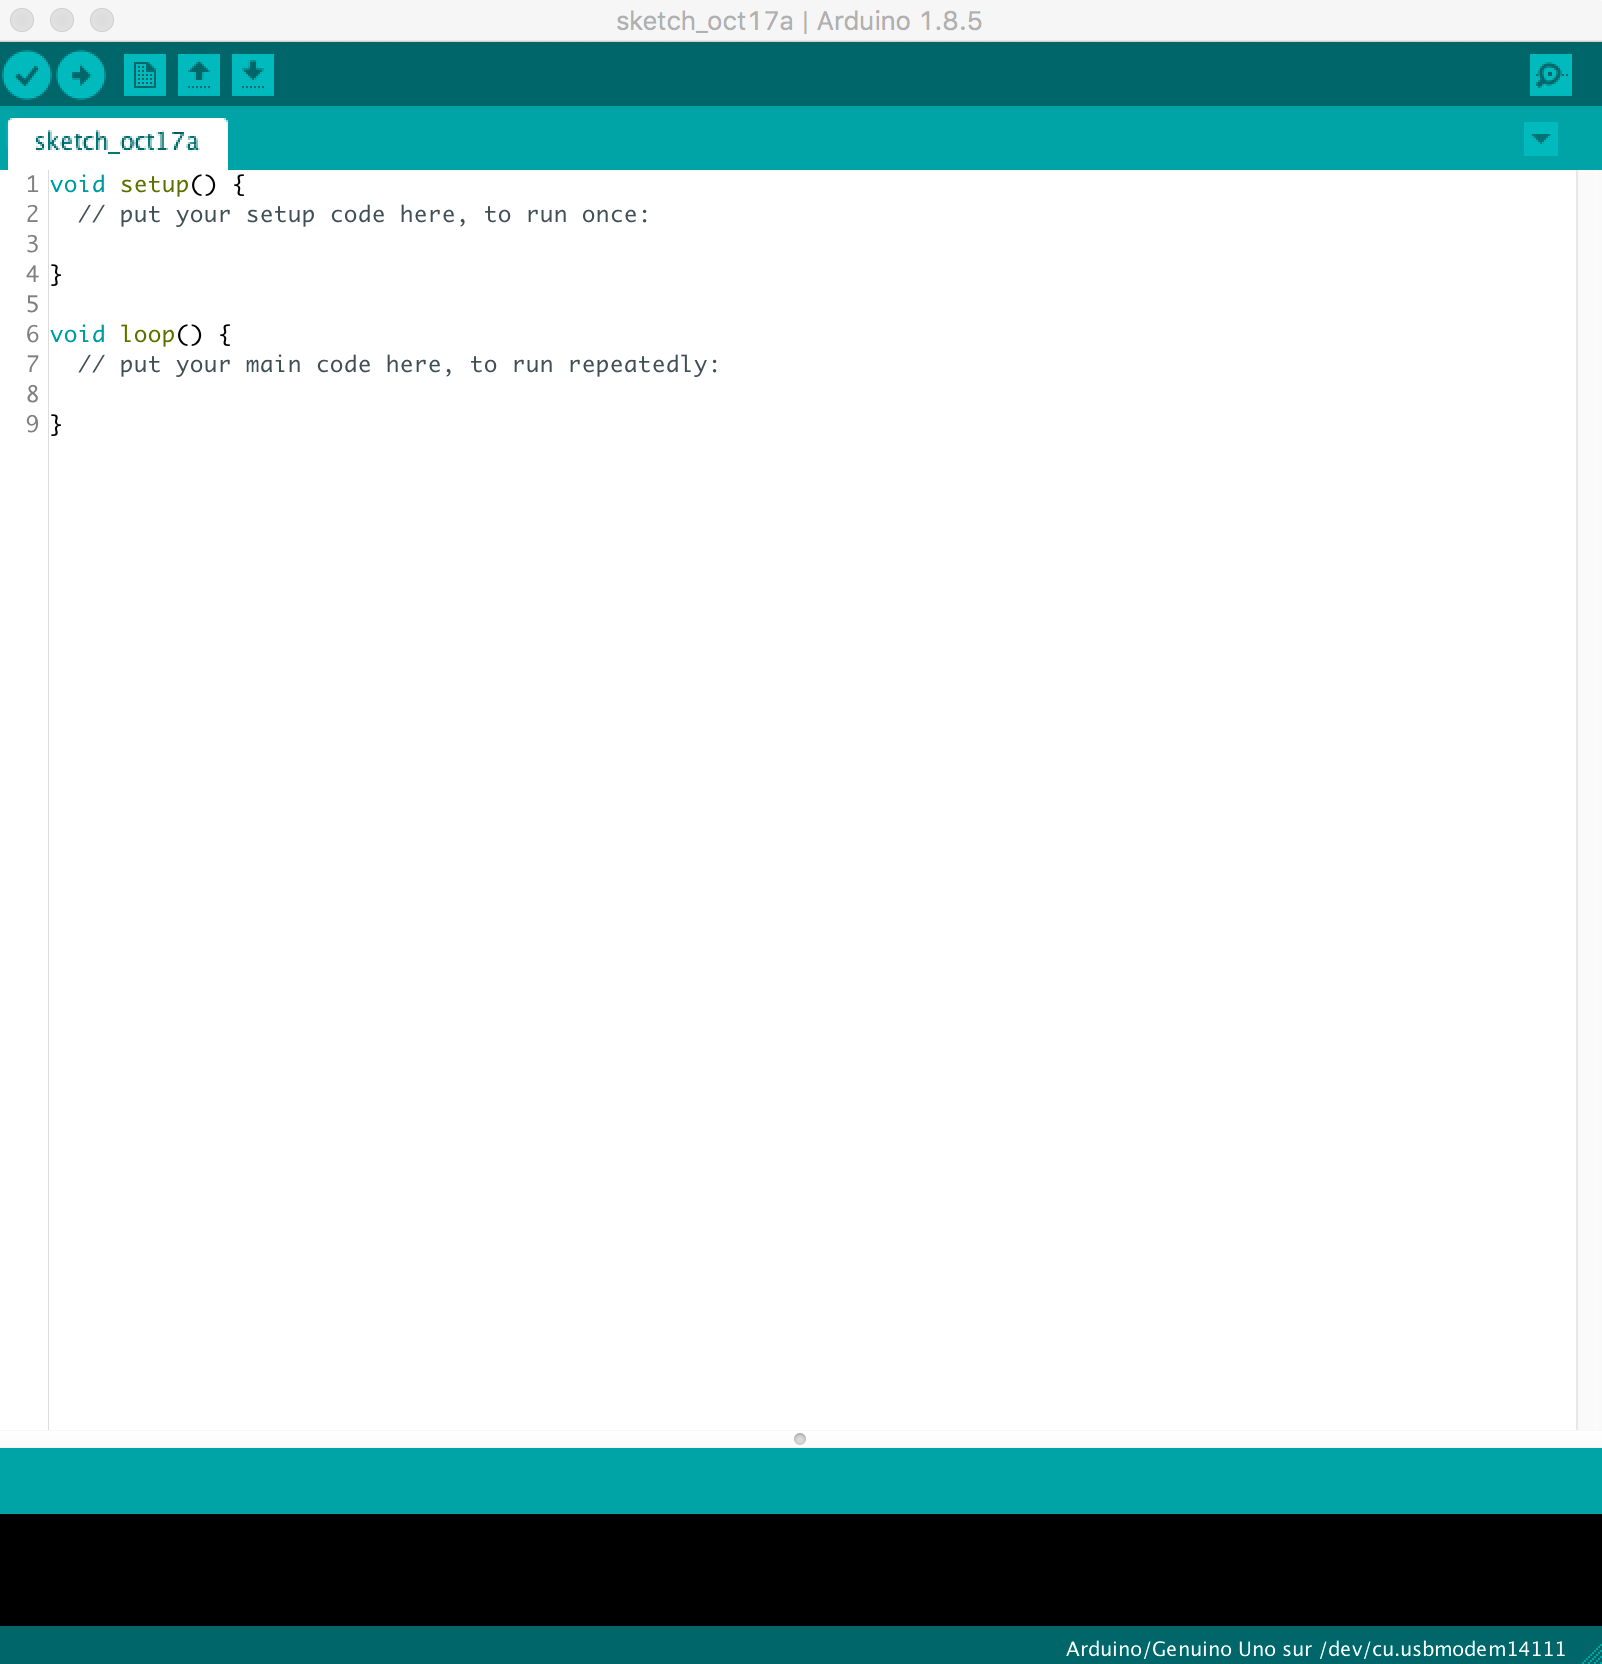 sketch_oct17a | Arduino 1.8.5
sketch_oct17a
1 void setup() {
2   // put your setup code here, to run once:
3
4 }
5
6 void loop() {
7   // put your main code here, to run repeatedly:
8
9 }
Arduino/Genuino Uno sur /dev/cu.usbmodem14111